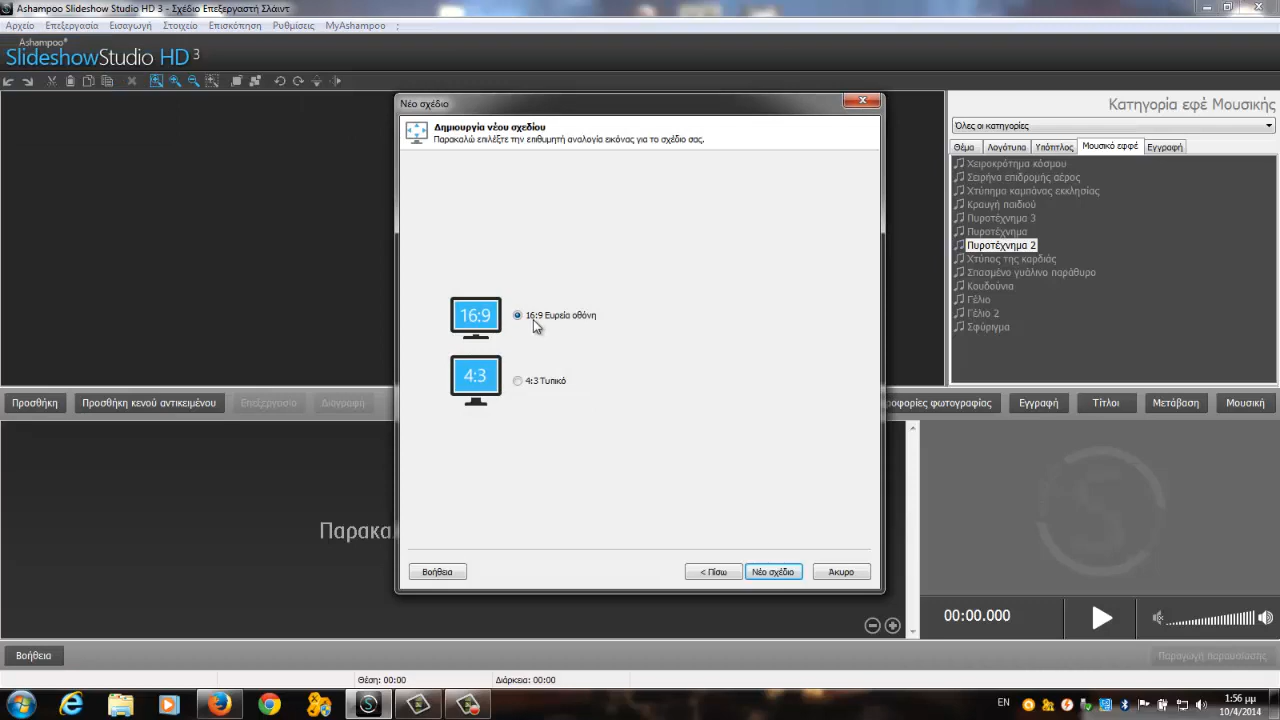 Ashampoo Slideshow Studio HD 3 - Σχέδιο Επεξεργαστή Σλάιντ
Αρχείο Επεξεργασία Εισαγωγή Στοιχείο Επισκόπηση Ρυθμίσεις MyAshampoo ;
Ashampoo®
SlideshowStudio HD 3
Νέο σχέδιο
Δημιουργία νέου σχεδίου
Παρακαλώ επιλέξτε την επιθυμητή αναλογία εικόνας για το σχέδιο σας.
16:9
16:9 Ευρεία οθόνη
4:3
4:3 Τυπικό
Βοήθεια
< Πίσω
Νέο σχέδιο
Άκυρο
Κατηγορία εφέ Μουσικής
Όλες οι κατηγορίες
Θέμα Λογότυπα Υπότιτλος Μουσικά εφφέ Εγγραφή
Χειροκρότημα κόσμου
Σειρήνα επιδρομής αέρος
Χτύπημα καμπάνας εκκλησίας
Κραυγή παιδιού
Πυροτέχνημα 3
Πυροτέχνημα
Πυροτέχνημα 2
Χτύπος της καρδιάς
Σπασμένο γυάλινο παράθυρο
Κουδούνια
Γέλιο
Γέλιο 2
Σφύριγμα
Προσθήκη Προσθήκη κενού αντικειμένου Επεξεργασία Διαγραφή
ροφορίες φωτογραφίας Εγγραφή Τίτλοι Μετάβαση Μουσική
Παρακα
00:00.000
Βοήθεια
Παραγωγή παρουσίασης
Θέση: 00:00 Διάρκεια: 00:00
EN
1:56 μμ
10/4/2014